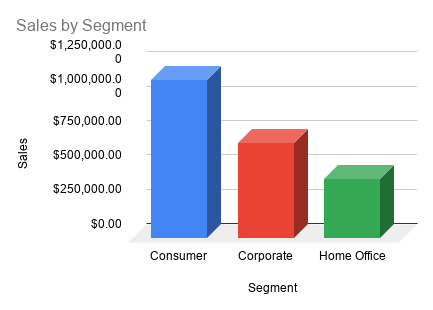 Sales by Segment
$1,250,000.0
0
$1,000,000.0
0
$750,000.00
$500,000.00
$250,000.00
$0.00
Sales
Consumer
Corporate
Home Office
Segment